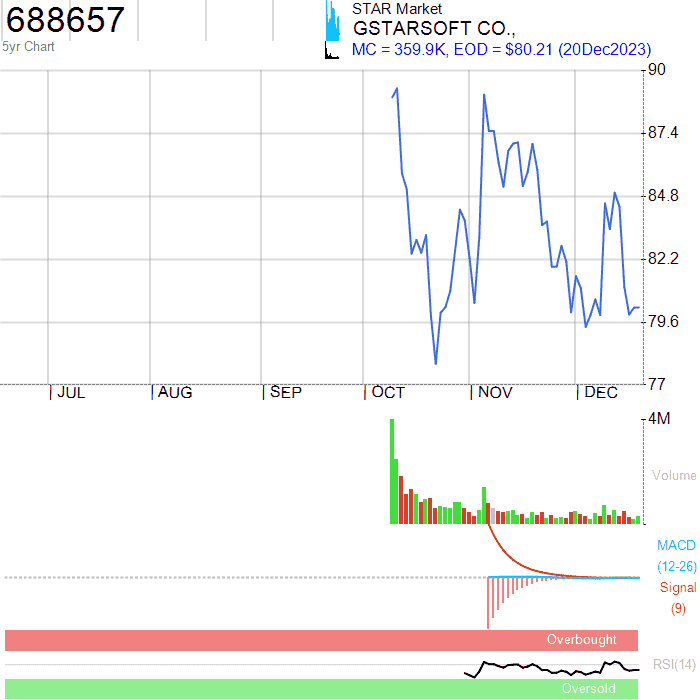 688657
5yr Chart
STAR Market
GSTARSOFT CO.,
MC = 359.9K, EOD = $80.21 (20Dec2023)
90
87.4
84.8
82.2
79.6
77
JUL AUG SEP OCT NOV DEC
4M
Volume
MACD
(12-26)
Signal
(9)
Overbought
RSI(14)
Oversold